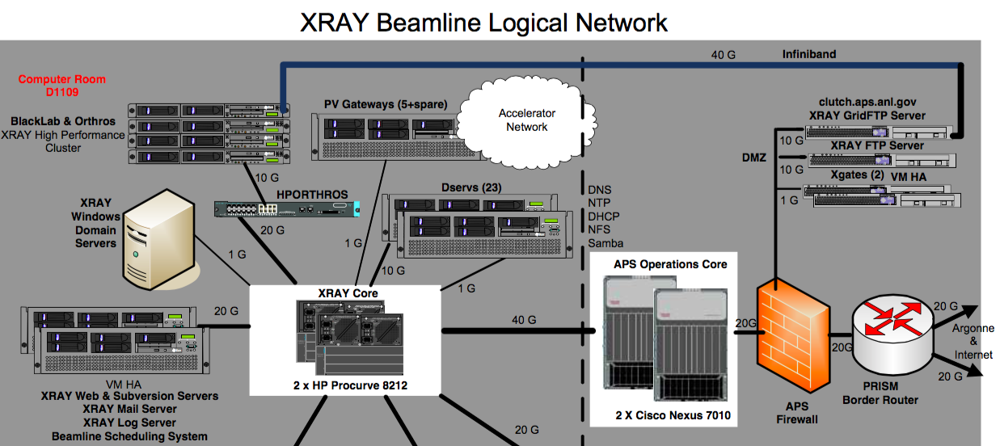 XRAY Beamline Logical Network
40 G
Infiniband
Computer Room
D1109
BlackLab & Orthros
XRAY High Performance
Cluster
PV Gateways (5+spare)
Accelerator
Network
clutch.aps.anl.gov
XRAY GridFTP Server
10 G
XRAY FTP Server
DMZ
10 G
Xgates (2) VM HA
1 G
10 G
HPORTHROS
20 G
Dservs (23)
DNS
NTP
DHCP
NFS
Samba
XRAY
Windows
Domain
Servers
1 G
1 G
10 G
1 G
APS Operations Core
XRAY Core
20 G
40 G
2 x HP Procurve 8212
2 X Cisco Nexus 7010
20G
APS
Firewall
20G
PRISM
Border Router
20 G
Argonne
&
Internet
20 G
VM HA
XRAY Web & Subversion Servers
XRAY Mail Server
XRAY Log Server
Beamline Scheduling System
20 G